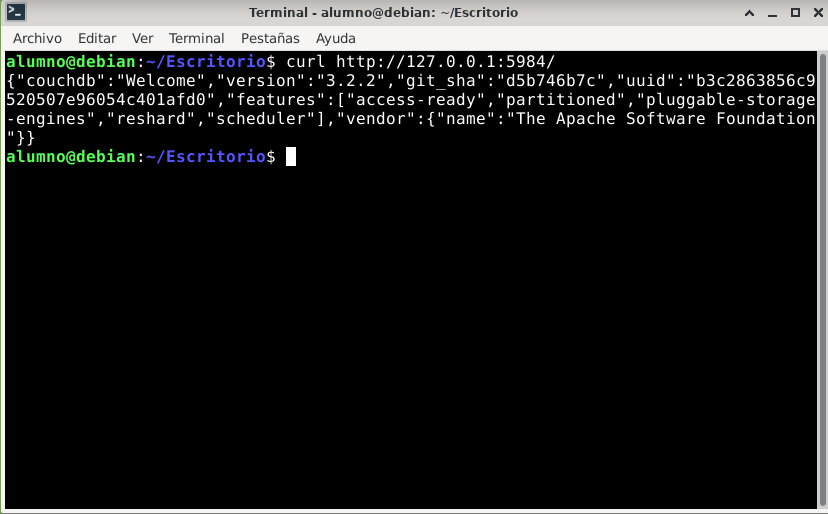 Terminal - alumno@debian: ~/Escritorio
Archivo Editar Ver Terminal Pestañas Ayuda
alumno@debian:~/Escritorio$ curl http://127.0.0.1:5984/
{"couchdb":"Welcome","version":"3.2.2","git_sha":"d5b746b7c","uuid":"b3c2863856c9
520507e96054c401afd0","features":["access-ready","partitioned","pluggable-storage
-engines","reshard","scheduler"],"vendor":{"name":"The Apache Software Foundation
"}}
alumno@debian:~/Escritorio$